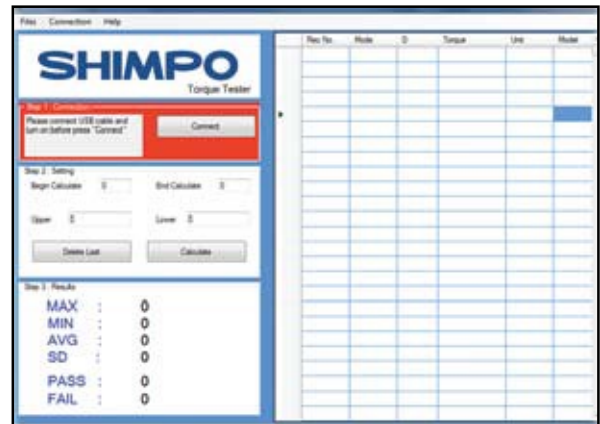 Files Connection Help
SHIMPO
Torque Tester
Step 1 : Connection
Please connect USB cable and
turn on before press "Connect"
Connect
Step 2 : Setting
Begin Calculate 0 End Calculate 0
Upper 0 Lower 0
Delete Last Calculate
Step 3 : Results
MAX : 0
MIN : 0
AVG : 0
SD : 0
PASS : 0
FAIL : 0
Rec No. Mode D Torque Unit Model